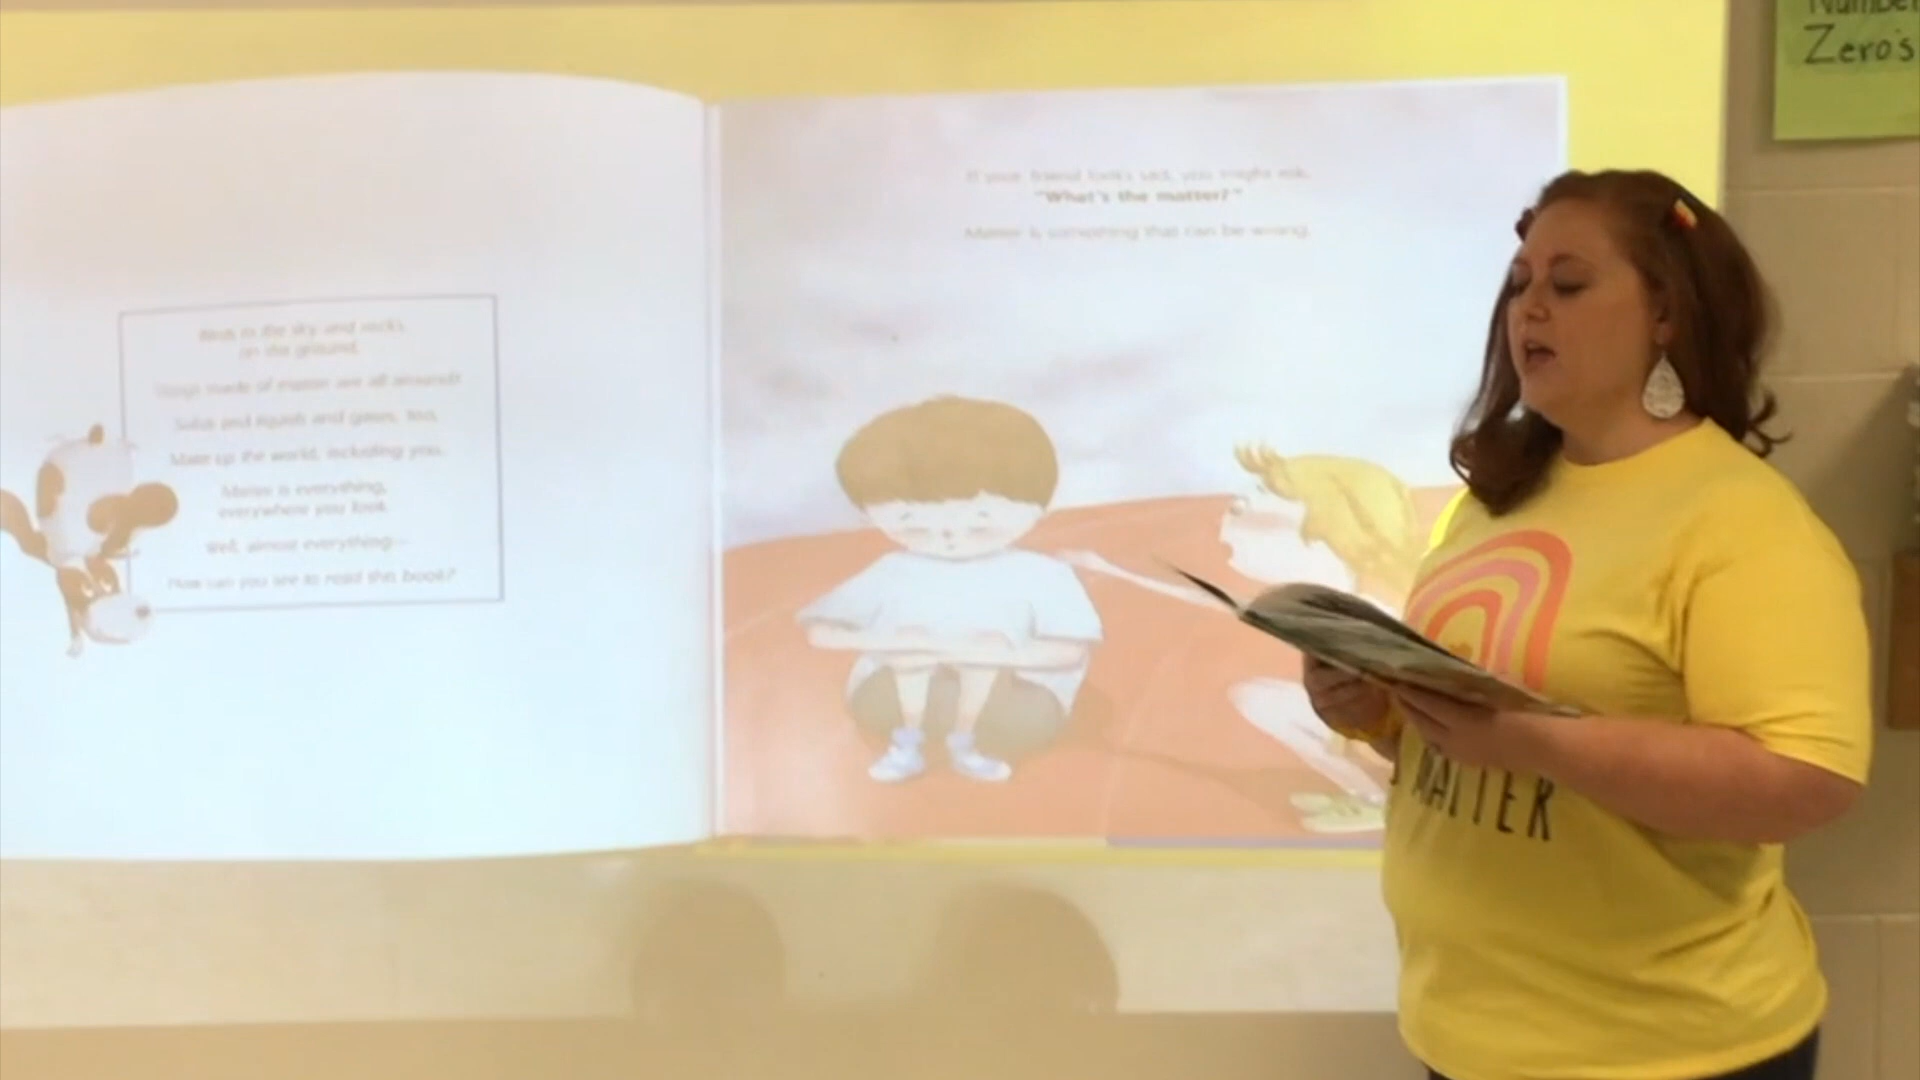 Number
Zero's
If your friend looks sad, you might ask,
"What's the matter?"
Matter is something that can be wrong.
Birds in the sky and rocks
on the ground,
Things made of matter are all around!
Solids and liquids and gases, too,
Make up the world, including you.
Matter is everything,
everywhere you look.
Well, almost everything—
How can you see to read this book?
MATTER